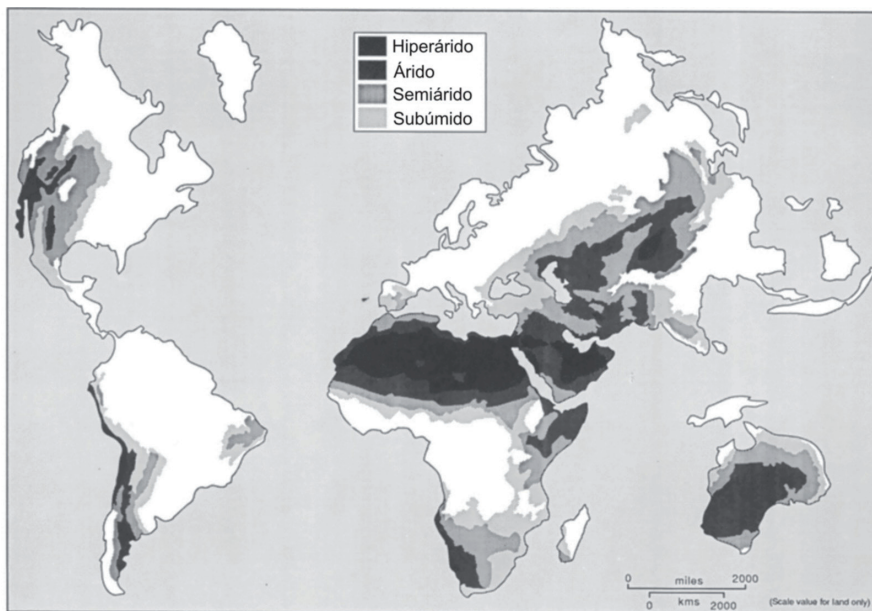 Hiperárido
Árido
Semiárido
Subúmido
0 miles 2000
0 kms 2000
(Scale value for land only)